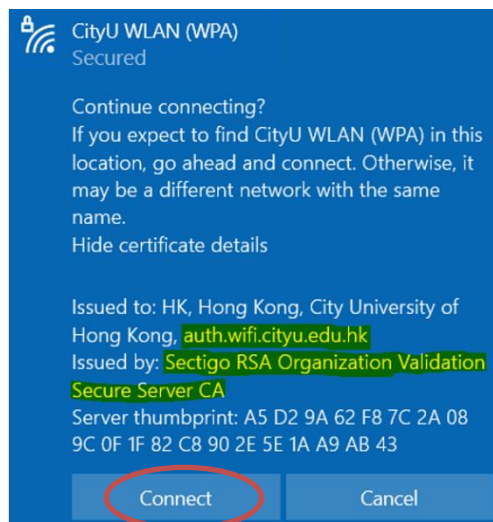 CityU WLAN (WPA)
Secured
Continue connecting?
If you expect to find CityU WLAN (WPA) in this
location, go ahead and connect. Otherwise, it
may be a different network with the same
name.
Hide certificate details
Issued to: HK, Hong Kong, City University of
Hong Kong, auth.wifi.cityu.edu.hk
Issued by: Sectigo RSA Organization Validation
Secure Server CA
Server thumbprint: A5 D2 9A 62 F8 7C 2A 08
9C 0F 1F 82 C8 90 2E 5E 1A A9 AB 43
Connect
Cancel